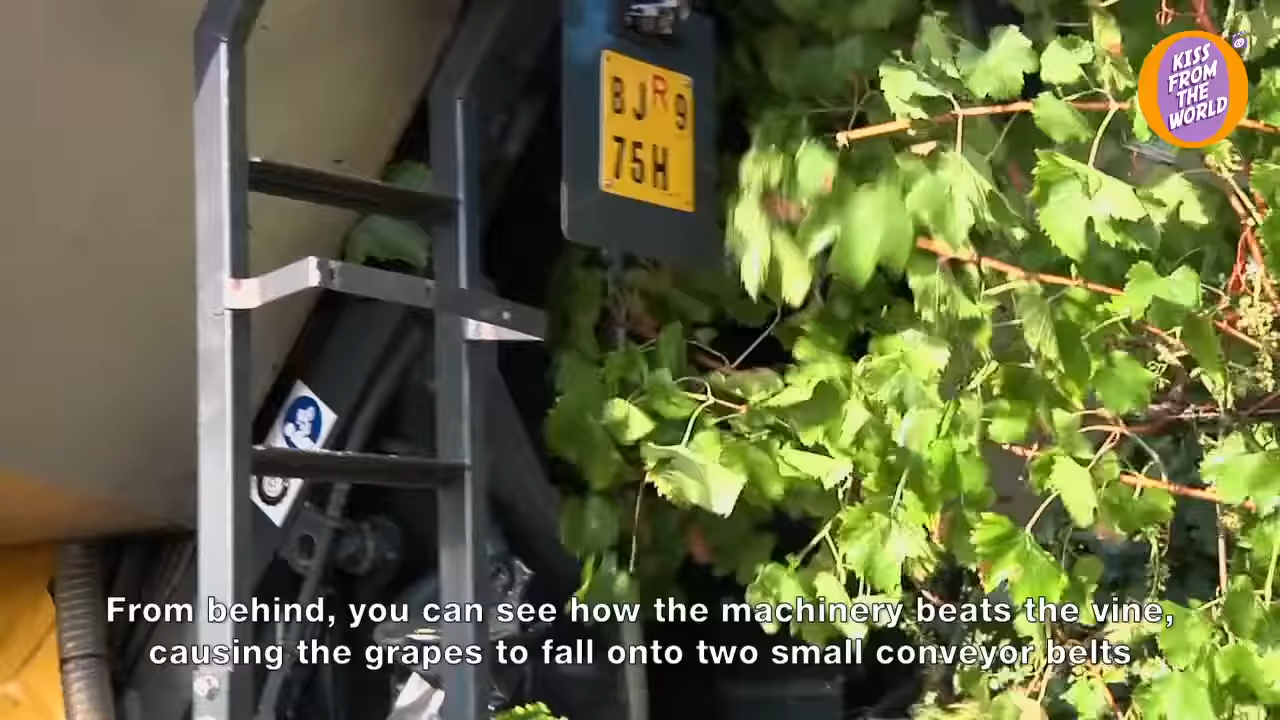 BJR9
75H
KISS
FROM
THE
WORLD
From behind, you can see how the machinery beats the vine,
causing the grapes to fall onto two small conveyor belts